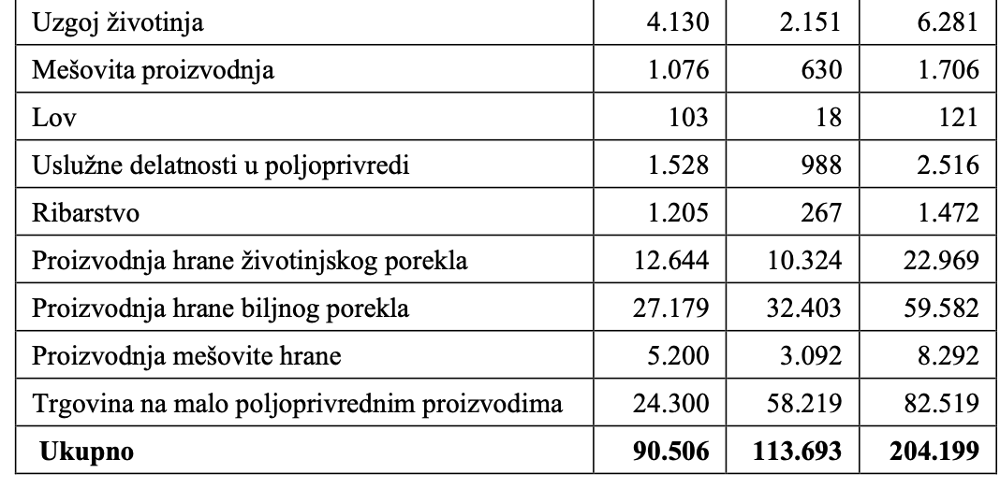 Uzgoj životinja 4.130 2.151 6.281
Mešovita proizvodnja 1.076 630 1.706
Lov 103 18 121
Uslužne delatnosti u poljoprivredi 1.528 988 2.516
Ribarstvo 1.205 267 1.472
Proizvodnja hrane životinjskog porekla 12.644 10.324 22.969
Proizvodnja hrane biljnog porekla 27.179 32.403 59.582
Proizvodnja mešovite hrane 5.200 3.092 8.292
Trgovina na malo poljoprivrednim proizvodima 24.300 58.219 82.519
Ukupno 90.506 113.693 204.199